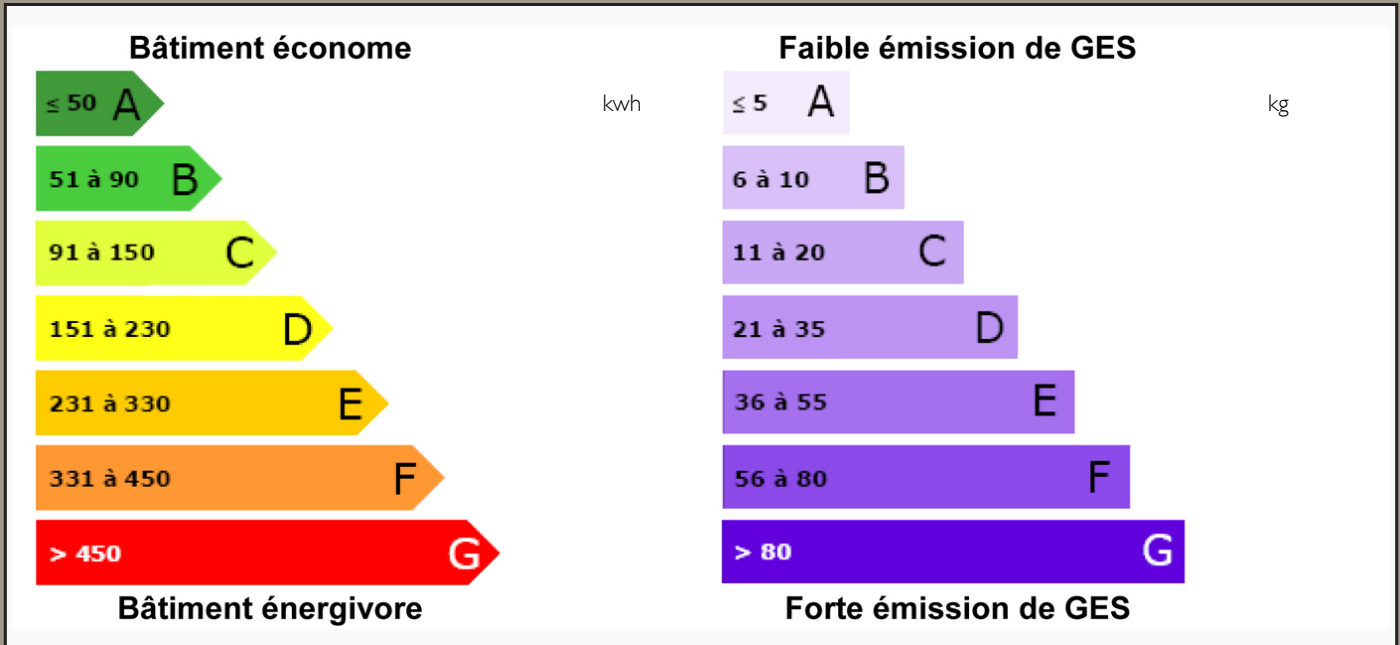 Bâtiment économe
≤ 50 A
kwh
51 à 90 B
91 à 150 C
151 à 230 D
231 à 330 E
331 à 450 F
> 450 G
Bâtiment énergivore
Faible émission de GES
≤ 5 A
kg
6 à 10 B
11 à 20 C
21 à 35 D
36 à 55 E
56 à 80 F
> 80 G
Forte émission de GES